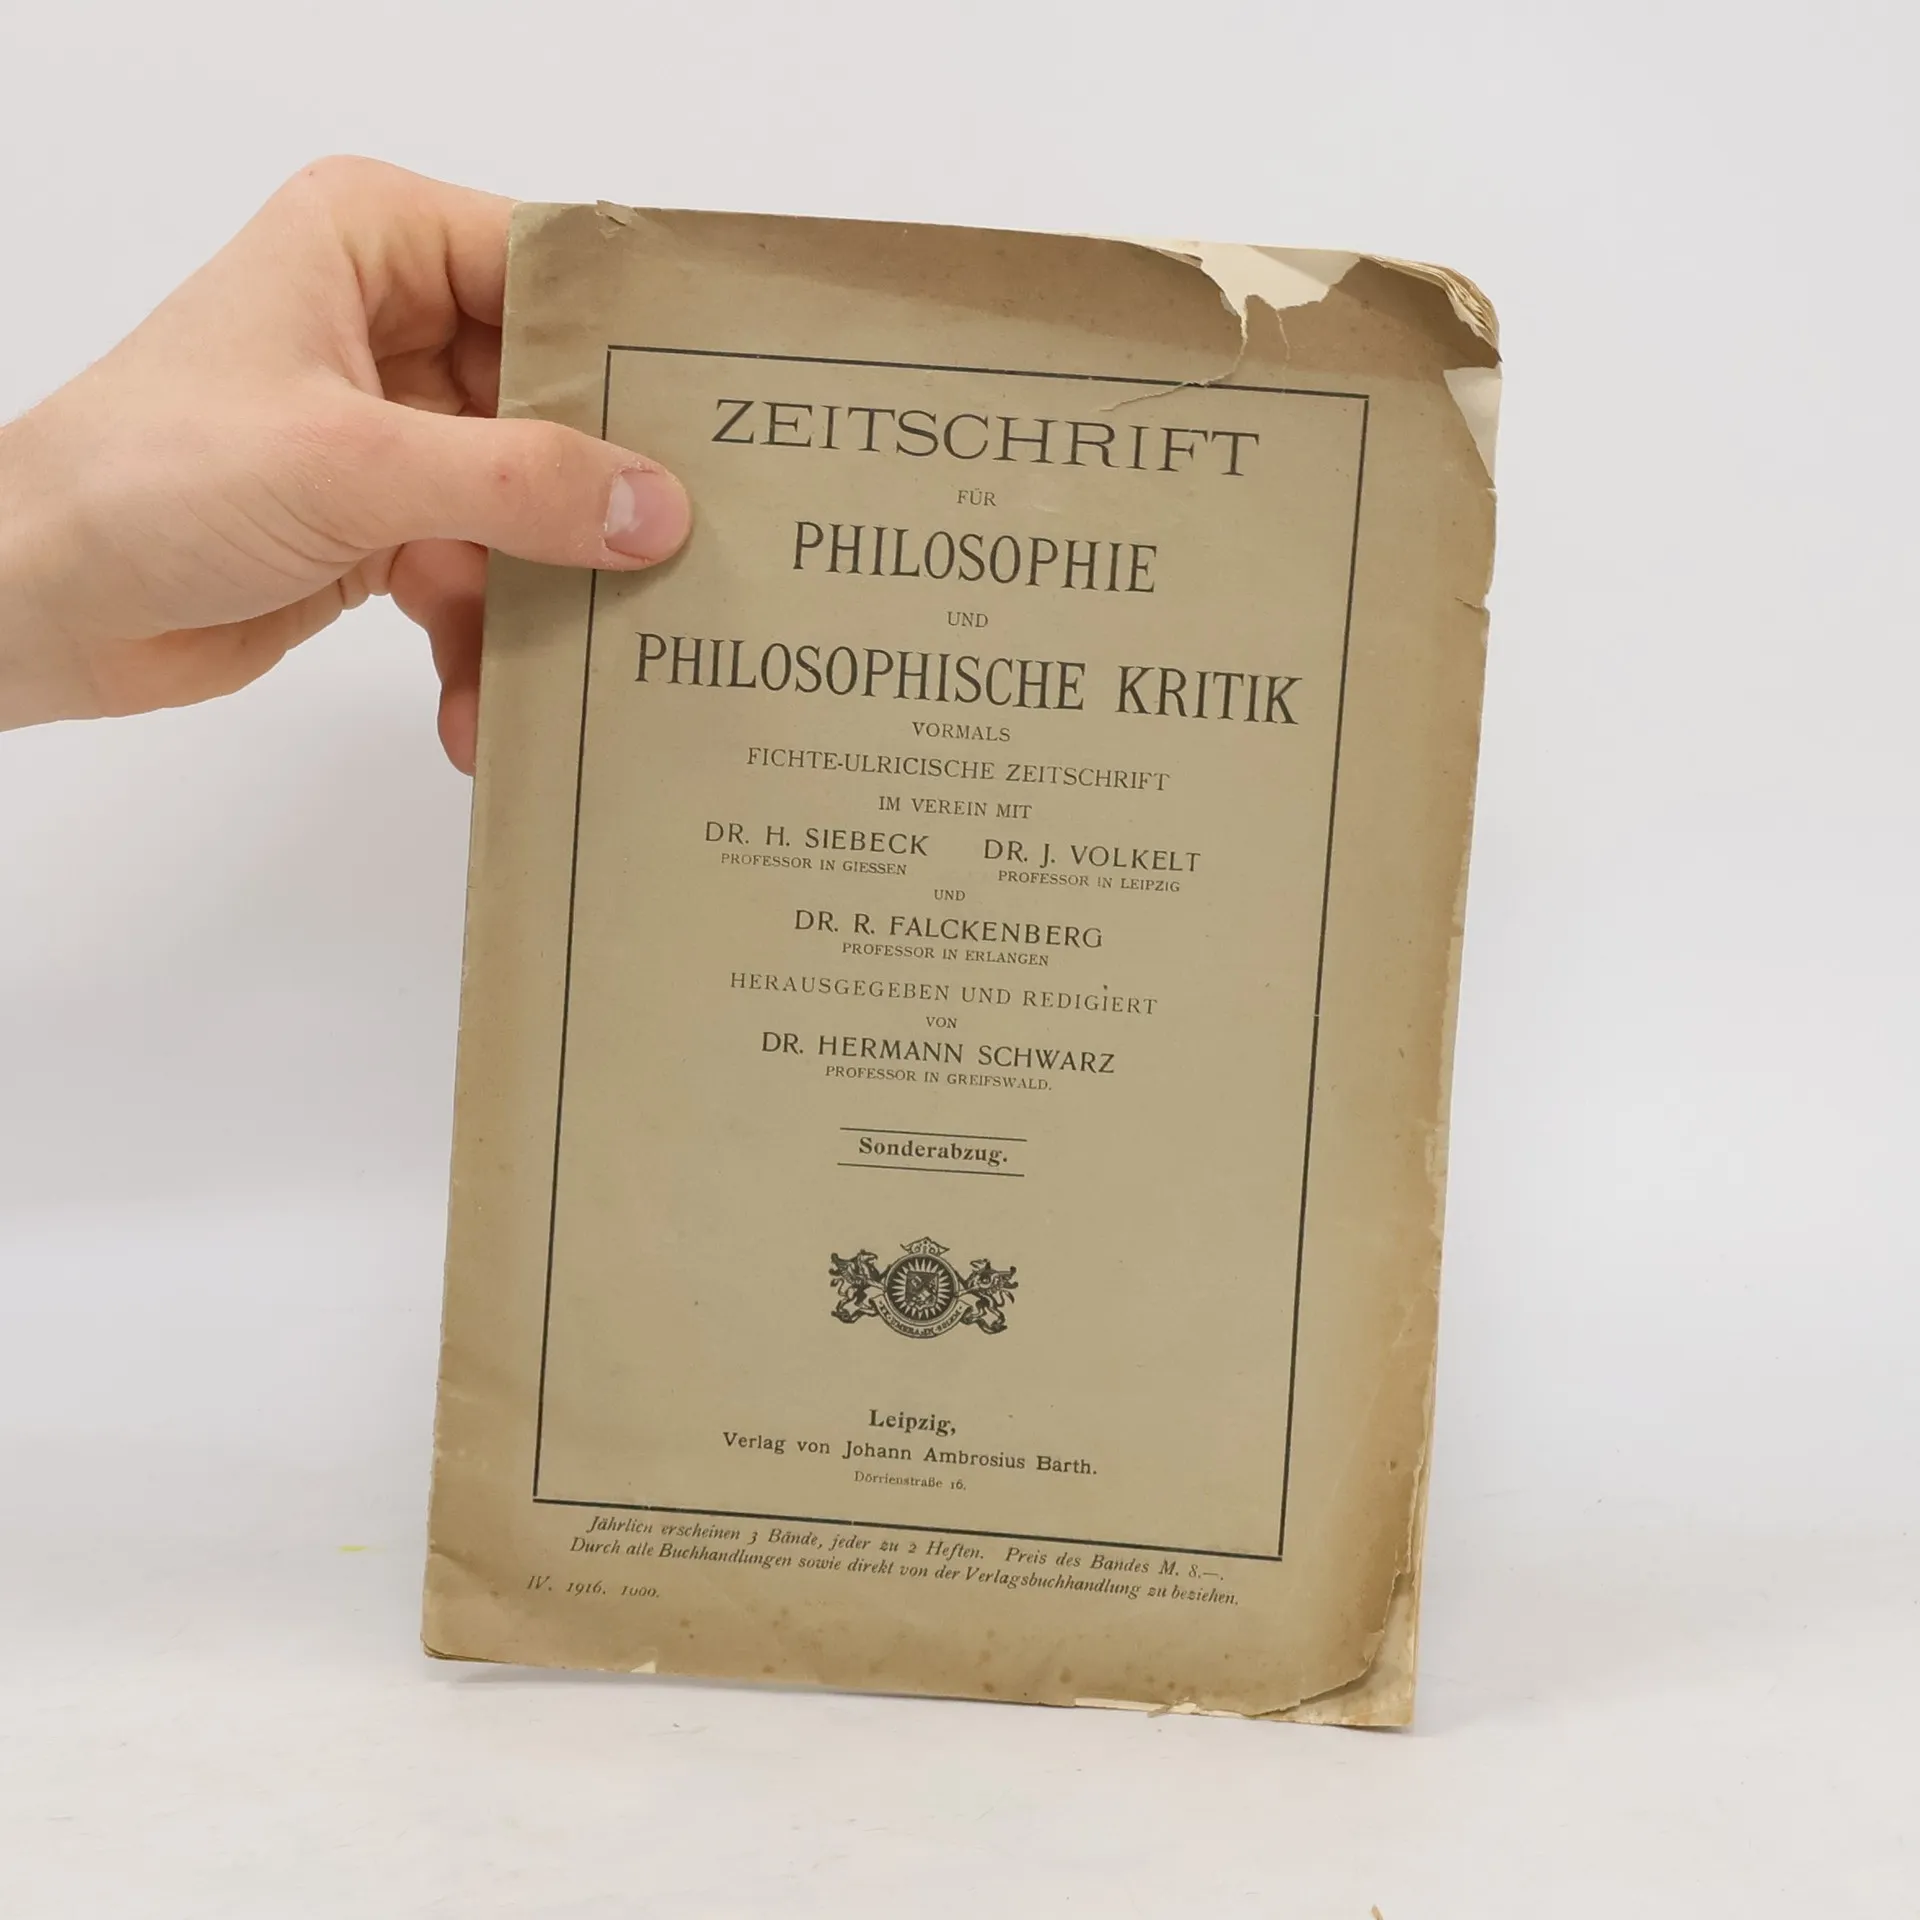 ZEITSCHRIFT
FÜR
PHILOSOPHIE
UND
PHILOSOPHISCHE KRITIK
VORMALS
FICHTE-ULRICISCHE ZEITSCHRIFT
IM VEREIN MIT
DR. H. SIEBECK DR. J. VOLKELT
PROFESSOR IN GIESSEN PROFESSOR IN LEIPZIG
UND
DR. R. FALCKENBERG
PROFESSOR IN ERLANGEN
HERAUSGEGEBEN UND REDIGIERT
VON
DR. HERMANN SCHWARZ
PROFESSOR IN GREIFSWALD.
Sonderabzug.
Leipzig,
Verlag von Johann Ambrosius Barth.
Dörrienstraße 16.
Jährlich erscheinen 3 Bände, jeder zu 2 Heften. Preis des Bandes M. 8.—.
Durch alle Buchhandlungen sowie direkt von der Verlagsbuchhandlung zu beziehen.
IV. 1916. 1000.